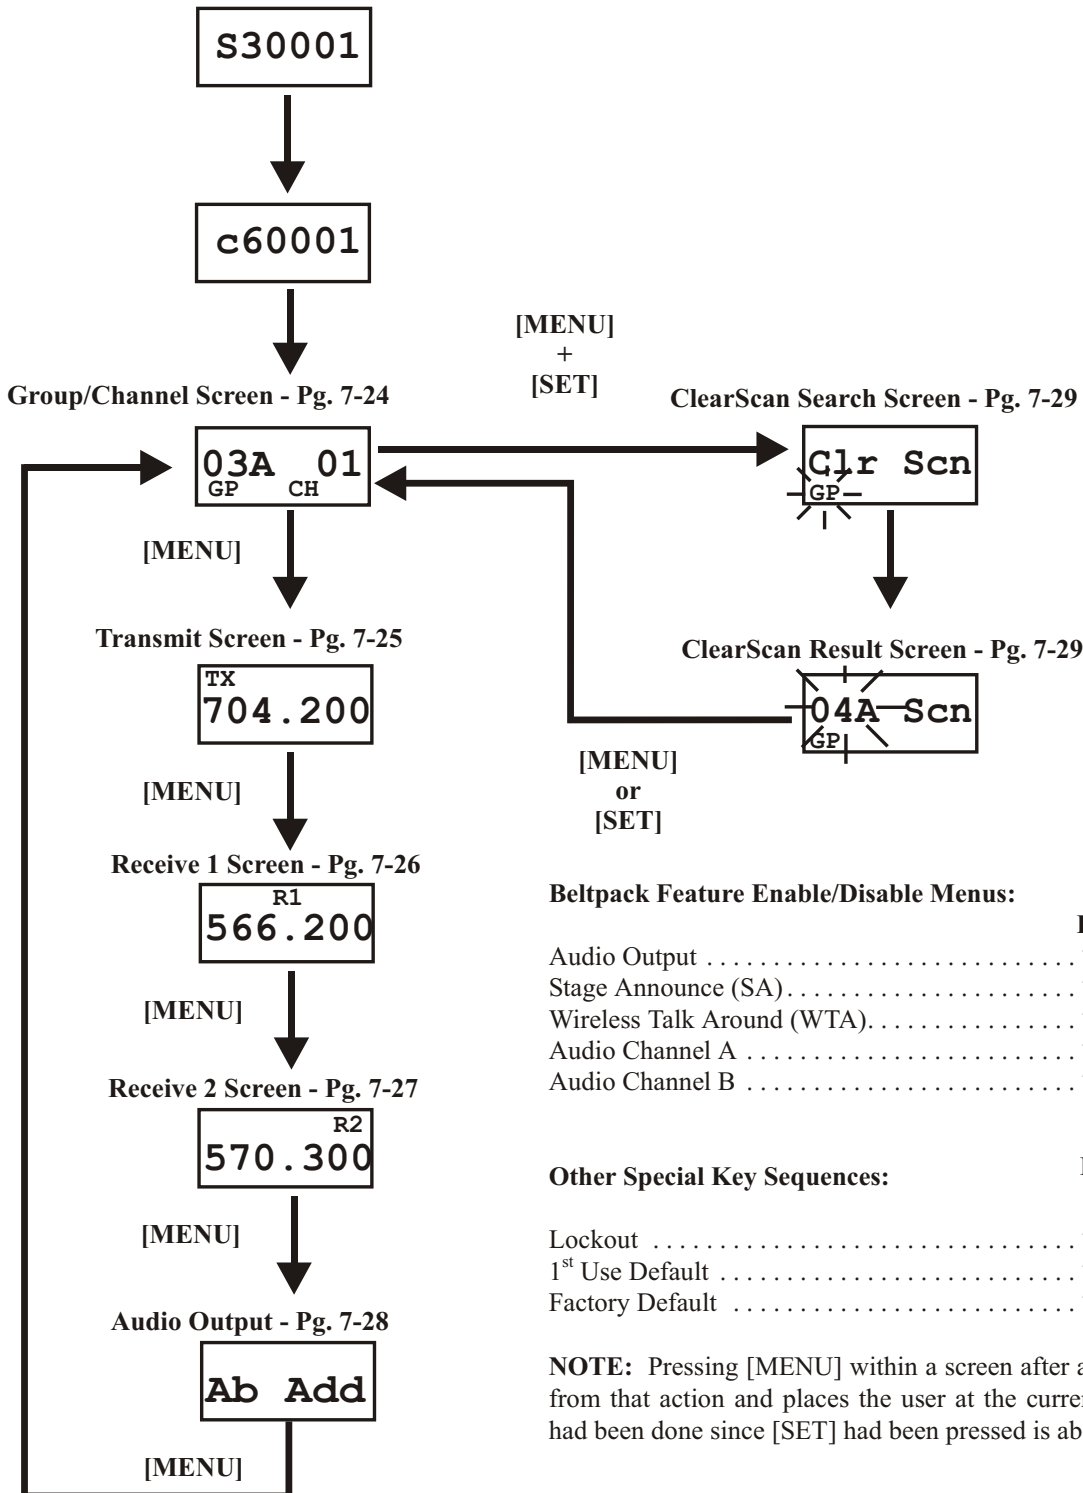 S30001
c60001
[MENU]
+
[SET]
Group/Channel Screen - Pg. 7-24
ClearScan Search Screen - Pg. 7-29
03A 01
GP CH
Clr Scn
GP
[MENU]
Transmit Screen - Pg. 7-25
ClearScan Result Screen - Pg. 7-29
TX
704.200
04A Scn
GP
[MENU]
or
[SET]
[MENU]
Receive 1 Screen - Pg. 7-26
R1
566.200
Beltpack Feature Enable/Disable Menus:
Audio Output . . . . . . . . . . . . . . . . . . . . . . . . . . . .
Stage Announce (SA) . . . . . . . . . . . . . . . . . . . . . .
Wireless Talk Around (WTA). . . . . . . . . . . . . . . .
Audio Channel A . . . . . . . . . . . . . . . . . . . . . . . . .
Audio Channel B . . . . . . . . . . . . . . . . . . . . . . . . .
[MENU]
Receive 2 Screen - Pg. 7-27
R2
570.300
Other Special Key Sequences:
Lockout . . . . . . . . . . . . . . . . . . . . . . . . . . . . . . . .
1st Use Default . . . . . . . . . . . . . . . . . . . . . . . . . . .
Factory Default . . . . . . . . . . . . . . . . . . . . . . . . . .
[MENU]
Audio Output - Pg. 7-28
Ab Add
NOTE: Pressing [MENU] within a screen after a
from that action and places the user at the curren
had been done since [SET] had been pressed is ab
[MENU]